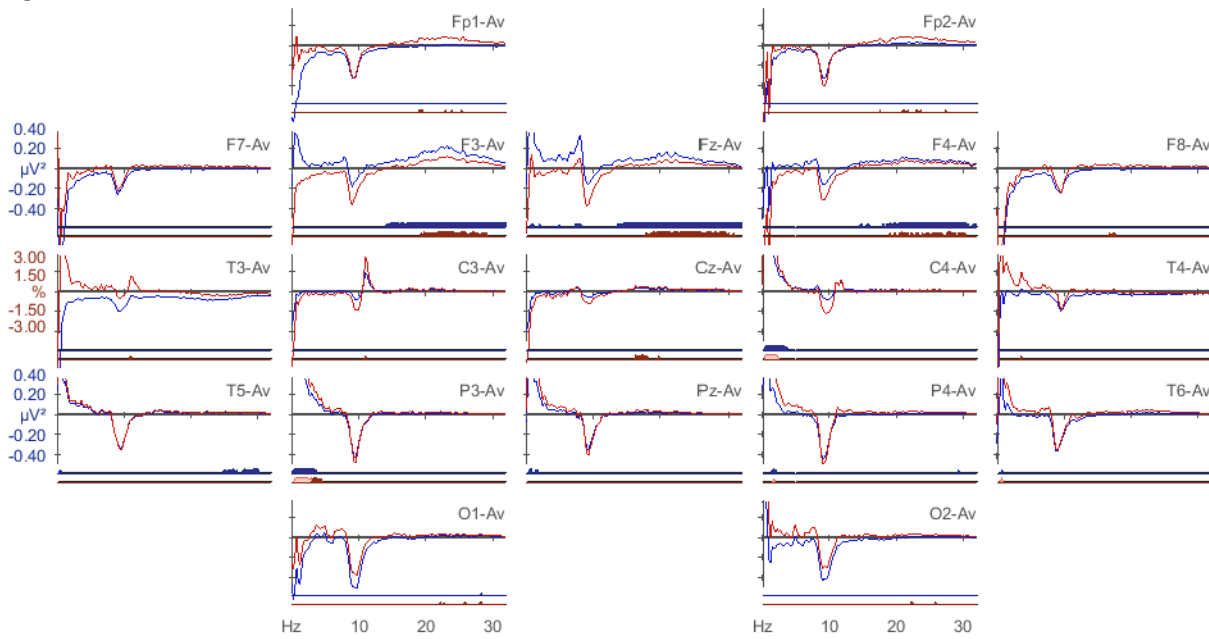 Fp1-Av Fp2-Av
0.40
0.20
µV²
-0.20
-0.40
F7-Av F3-Av Fz-Av F4-Av F8-Av
3.00
1.50
%
-1.50
-3.00
T3-Av C3-Av Cz-Av C4-Av T4-Av
0.40
0.20
µV²
-0.20
-0.40
T5-Av P3-Av Pz-Av P4-Av T6-Av
O1-Av O2-Av
Hz 10 20 30 Hz 10 20 30